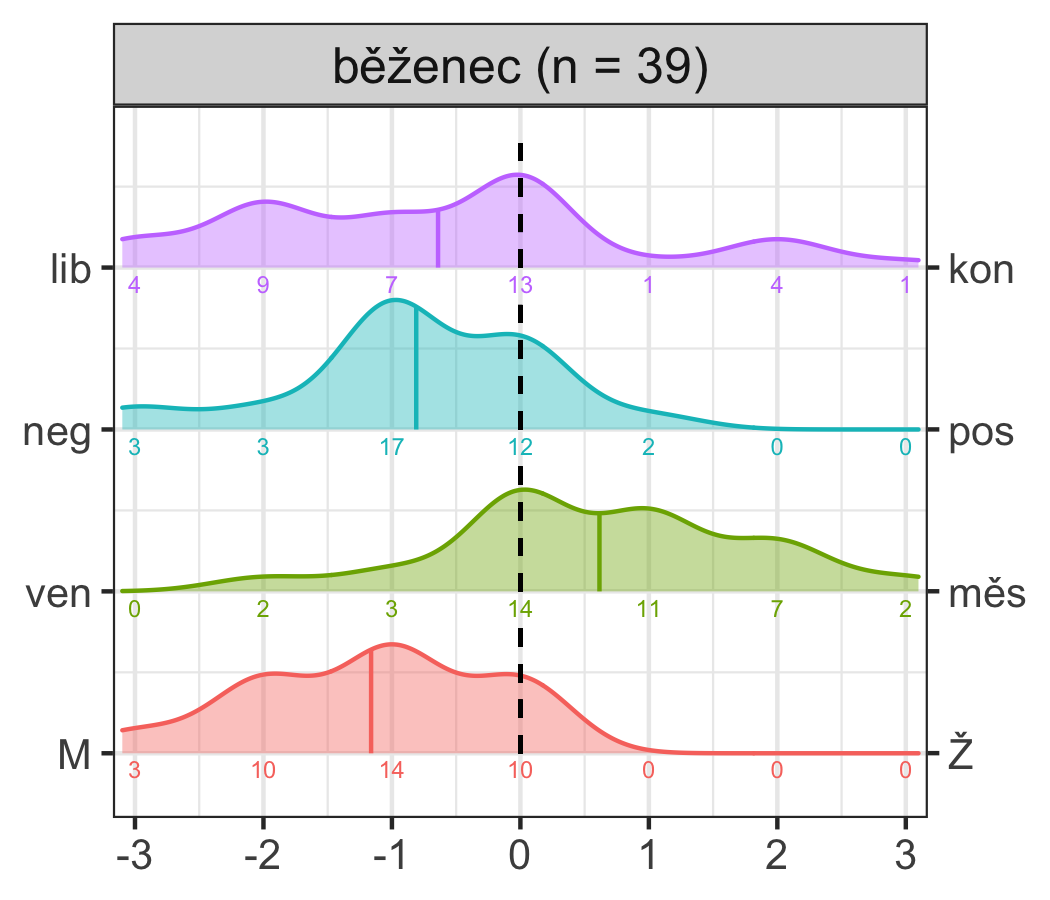 běženec (n = 39)
lib kon
4 9 7 13 1 4 1
neg pos
3 3 17 12 2 0 0
ven měs
0 2 3 14 11 7 2
M Ž
3 10 14 10 0 0 0
-3 -2 -1 0 1 2 3